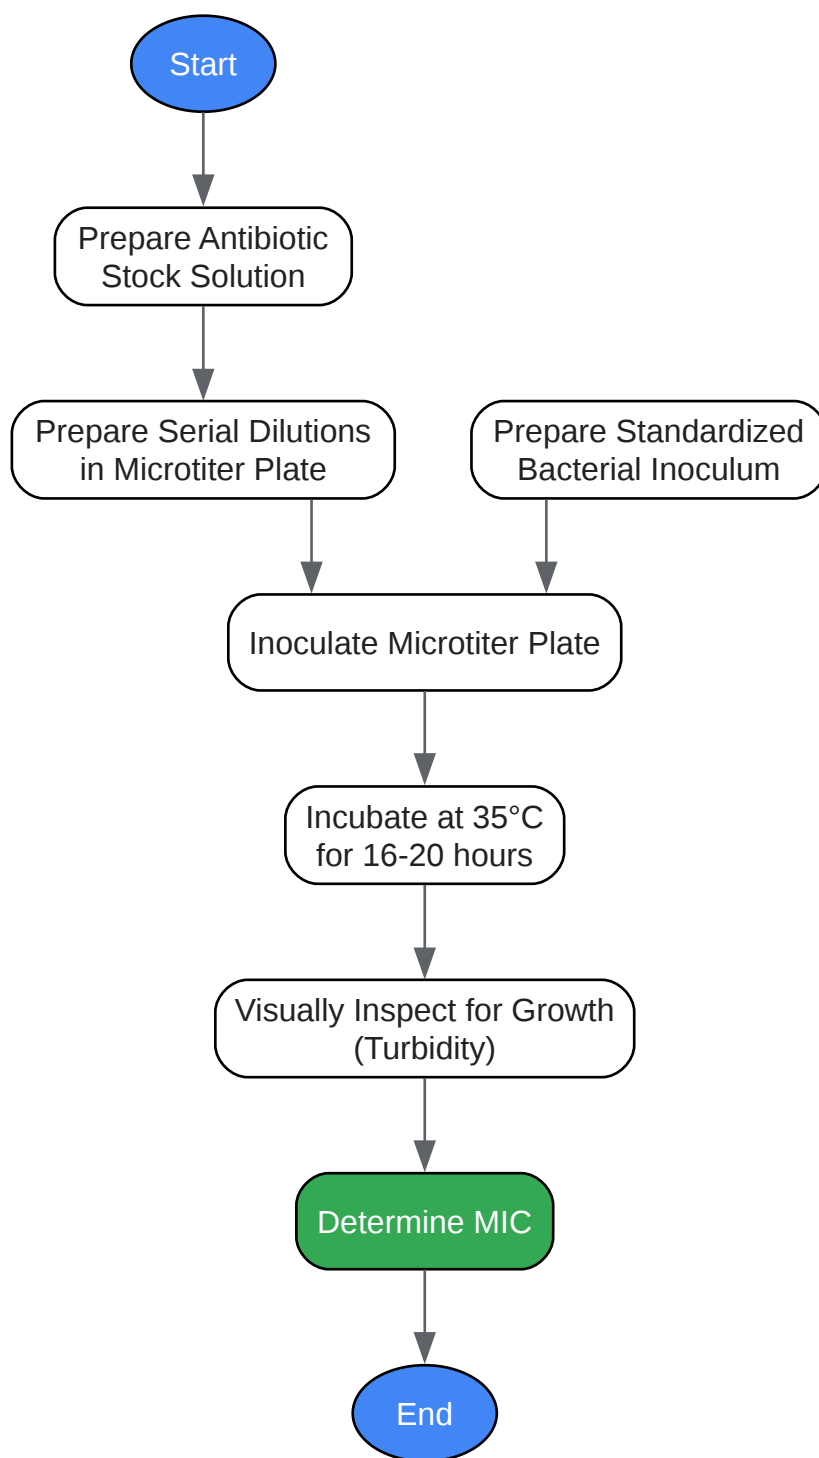 Start
Prepare Antibiotic
Stock Solution
Prepare Serial Dilutions
in Microtiter Plate
Prepare Standardized
Bacterial Inoculum
Inoculate Microtiter Plate
Incubate at 35°C
for 16-20 hours
Visually Inspect for Growth
(Turbidity)
Determine MIC
End